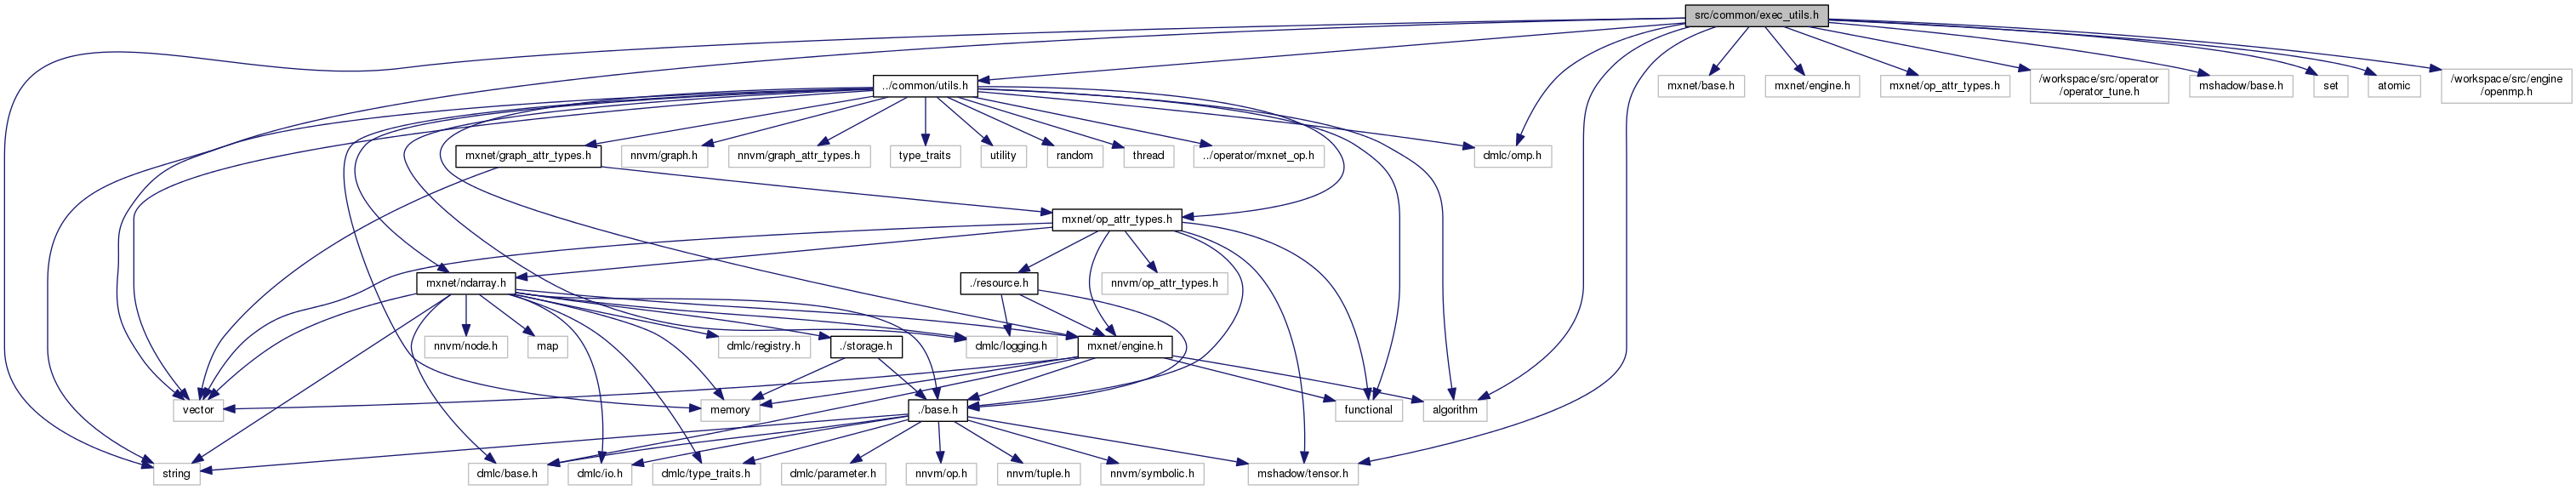 src/common/exec_utils.h
../common/utils.h
mxnet/base.h
mxnet/engine.h
mxnet/op_attr_types.h
/workspace/src/operator
/operator_tune.h
mshadow/base.h
set
atomic
/workspace/src/engine
/openmp.h
mxnet/graph_attr_types.h
nnvm/graph.h
nnvm/graph_attr_types.h
type_traits
utility
random
thread
../operator/mxnet_op.h
dmlc/omp.h
mxnet/op_attr_types.h
mxnet/ndarray.h
./resource.h
nnvm/op_attr_types.h
nnvm/node.h
map
dmlc/registry.h
./storage.h
dmlc/logging.h
mxnet/engine.h
vector
memory
./base.h
functional
algorithm
string
dmlc/base.h
dmlc/io.h
dmlc/type_traits.h
dmlc/parameter.h
nnvm/op.h
nnvm/tuple.h
nnvm/symbolic.h
mshadow/tensor.h